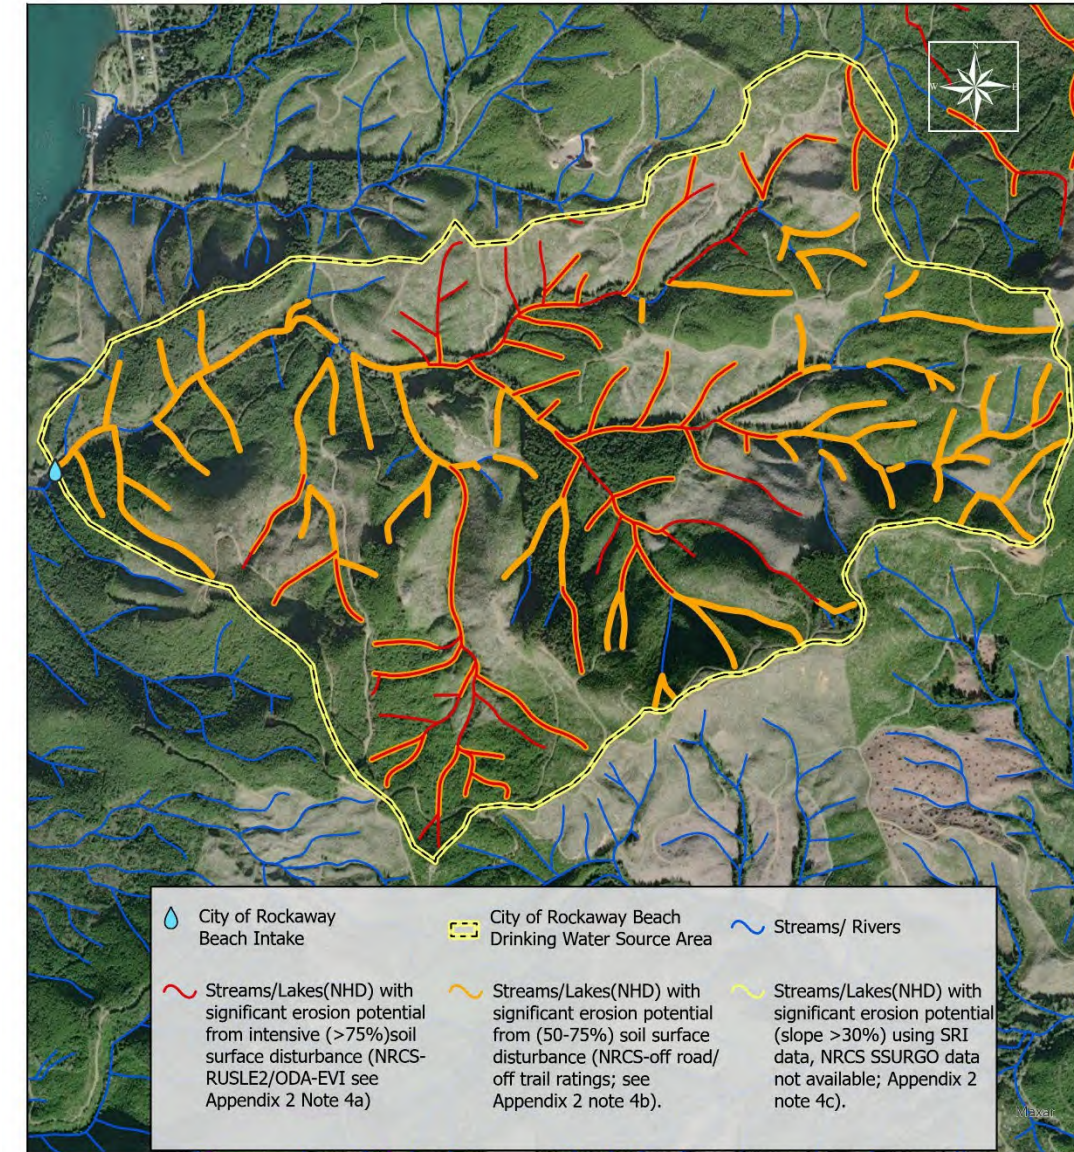 N
W
E
S
City of Rockaway
Beach Intake
City of Rockaway Beach
Drinking Water Source Area
Streams/ Rivers
Streams/Lakes(NHD) with
significant erosion potential
from intensive (>75%)soil
surface disturbance (NRCS-
RUSLE2/ODA-EVI see
Appendix 2 Note 4a)
Streams/Lakes(NHD) with
significant erosion potential
from (50-75%) soil surface
disturbance (NRCS-off road/
off trail ratings; see
Appendix 2 note 4b).
Streams/Lakes(NHD) with
significant erosion potential
(slope >30%) using SRI
data, NRCS SSURGO data
not available; Appendix 2
note 4c).
Maxar